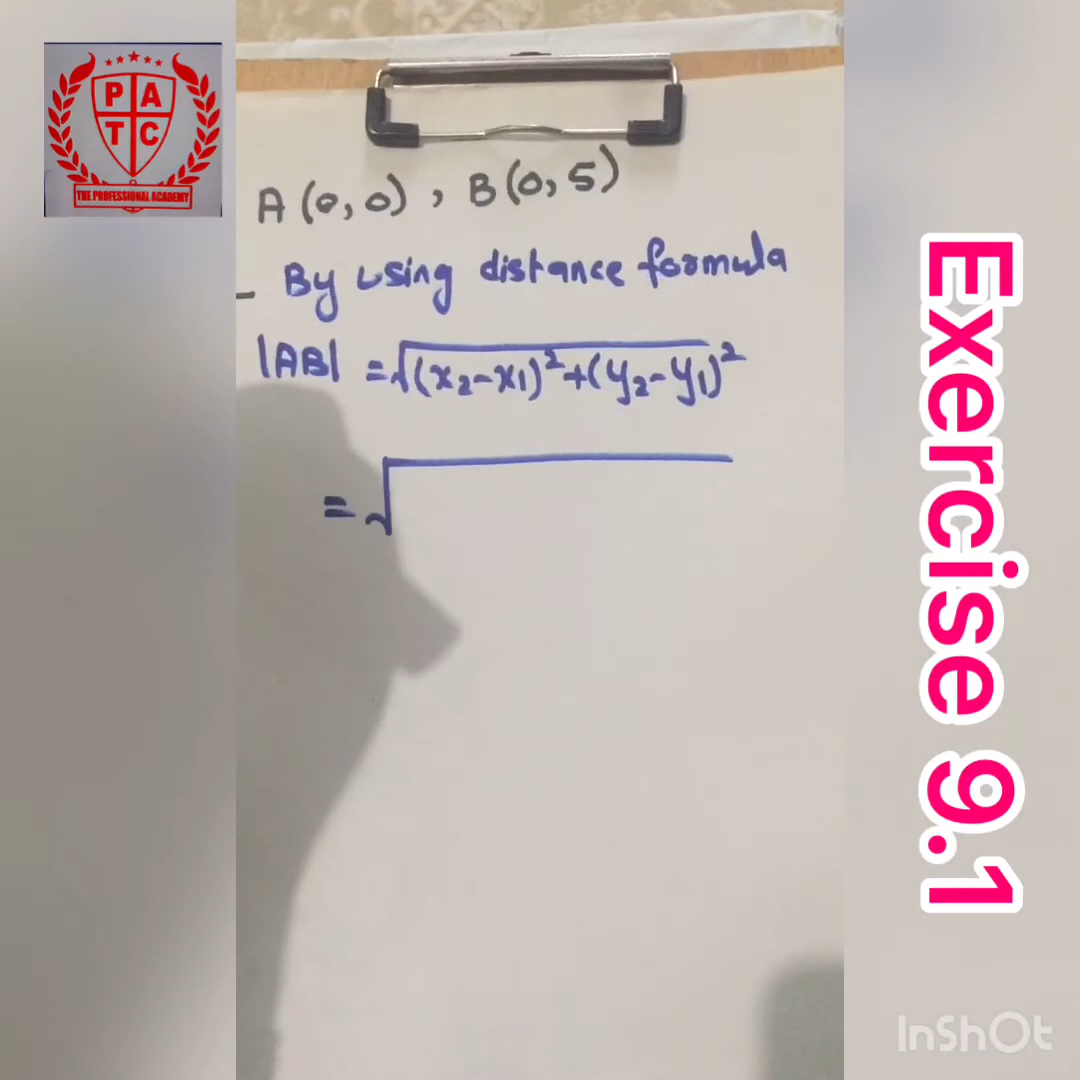 P A
T C
THE PROFESSIONAL ACADEMY
A (0, 0) , B (0, 5)
By using distance formula
|AB| = √(x₂-x₁)²+(y₂-y₁)²
= √
Exercise 9.1
InShOt